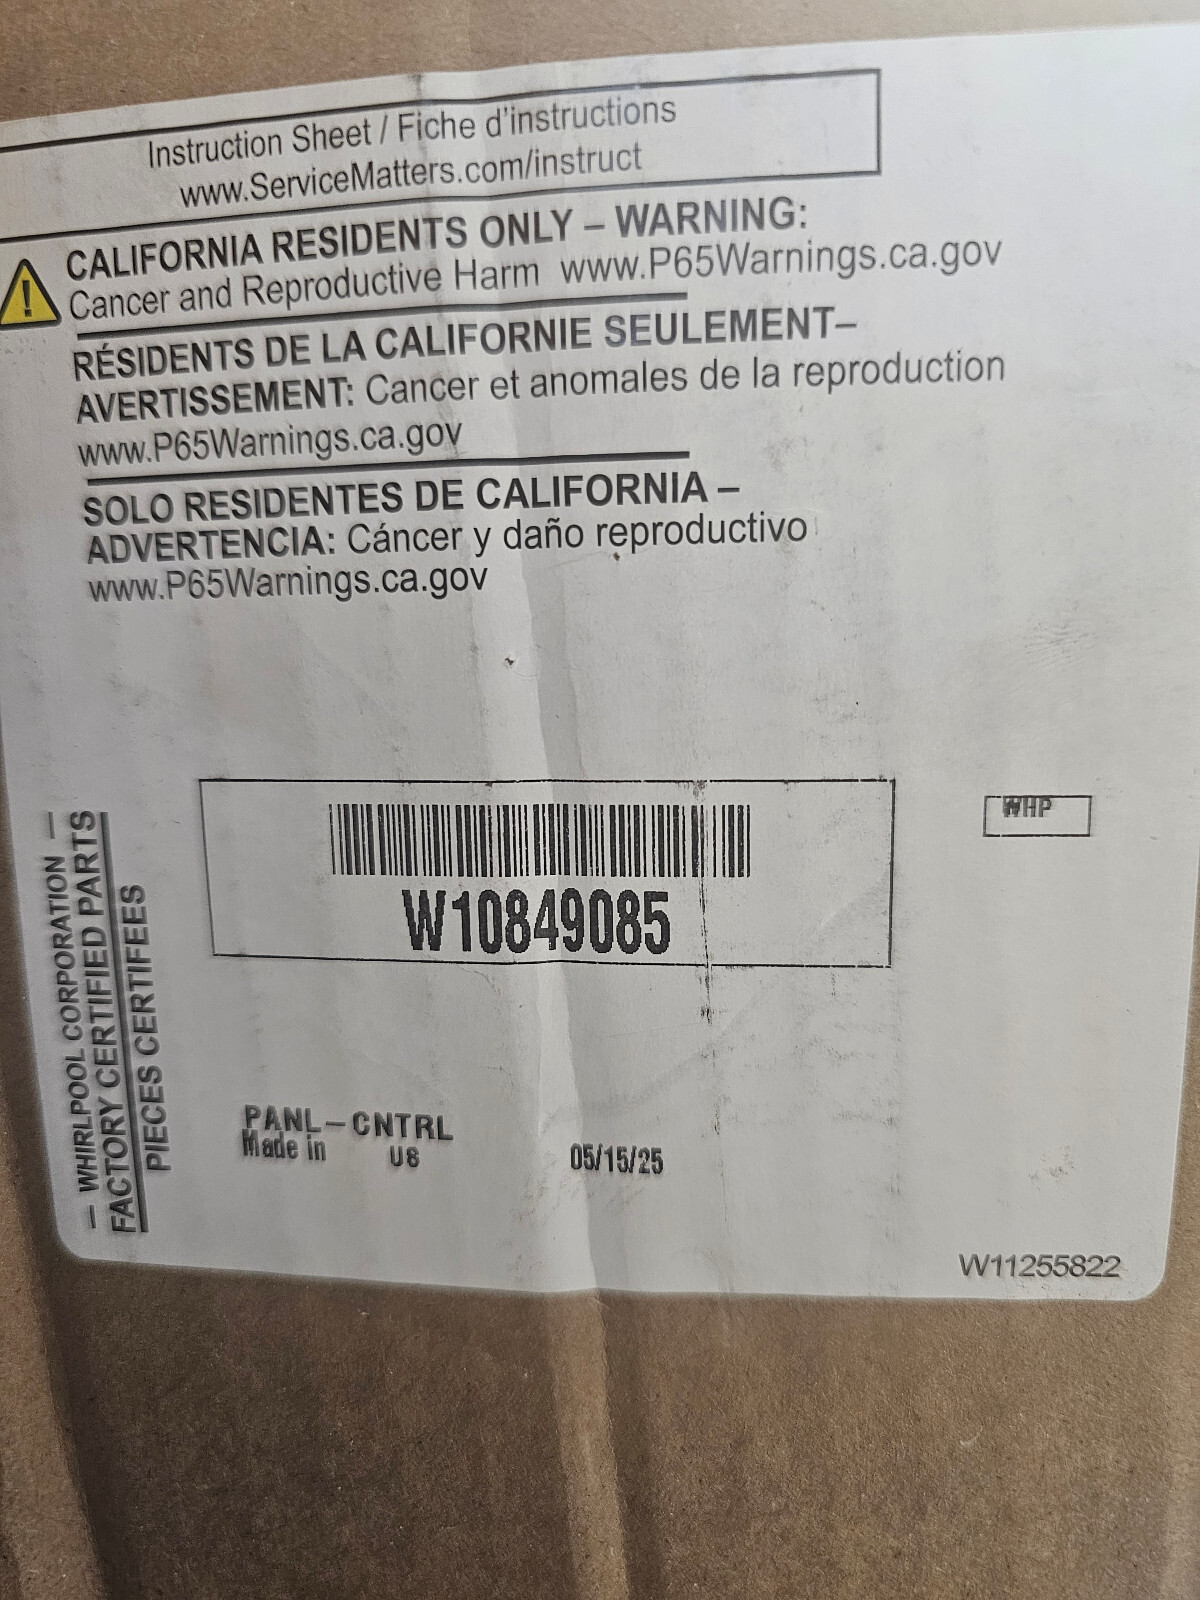 Instruction Sheet / Fiche d'instructions
www.ServiceMatters.com/instruct
CALIFORNIA RESIDENTS ONLY – WARNING:
Cancer and Reproductive Harm www.P65Warnings.ca.gov
RÉSIDENTS DE LA CALIFORNIE SEULEMENT–
AVERTISSEMENT: Cancer et anomales de la reproduction
www.P65Warnings.ca.gov
SOLO RESIDENTES DE CALIFORNIA –
ADVERTENCIA: Cáncer y daño reproductivo
www.P65Warnings.ca.gov
WHP
W10849085
— WHIRLPOOL CORPORATION —
FACTORY CERTIFIED PARTS
PIECES CERTIFEES
PANL-CNTRL
Made in US
05/15/25
W11255822